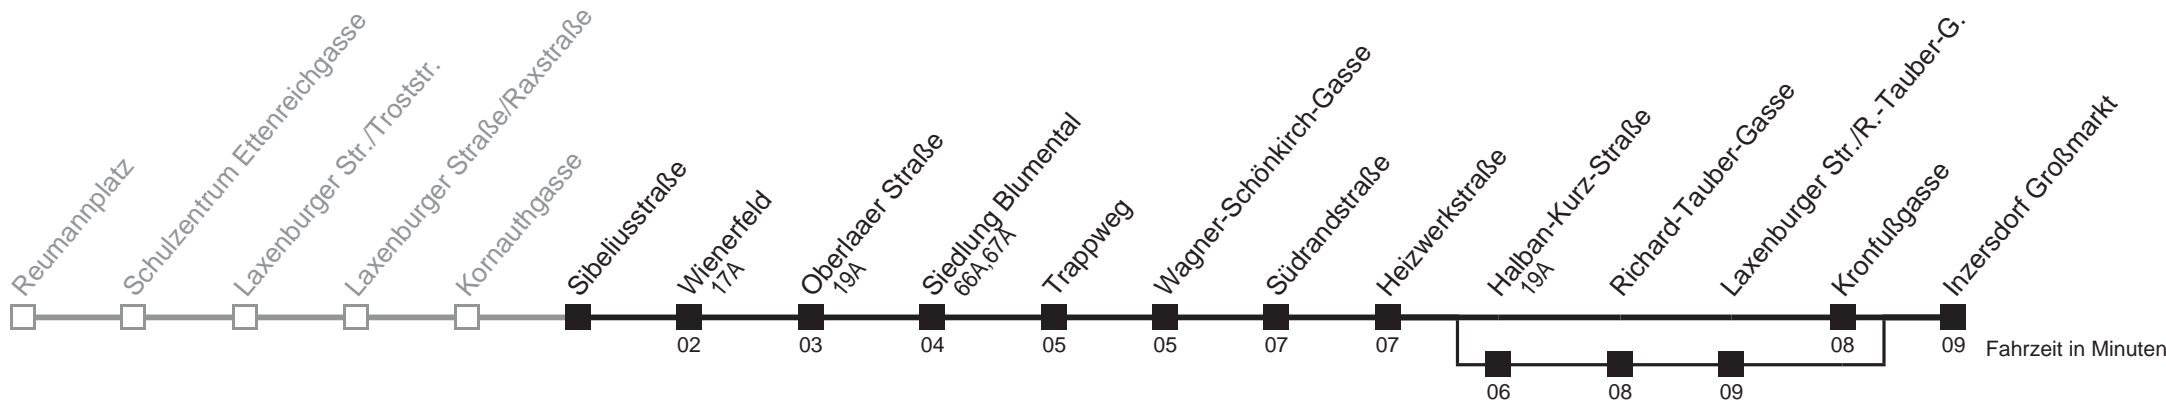 Reumannplatz
Schulzentrum Ettenreichgasse
Laxenburger Str./Troststr.
Laxenburger Straße/Raxstraße
Kornauthgasse
Sibeliusstraße
Wienerfeld
17A
Oberlaaer Straße
19A
Siedlung Blumental
66A,67A
Trappweg
Wagner-Schönkirch-Gasse
Südrandstraße
Heizwerkstraße
Halban-Kurz-Straße
19A
Richard-Tauber-Gasse
Laxenburger Str./R.-Tauber-G.
Kronfußgasse
Inzersdorf Großmarkt
02 03 04 05 05 07 07 08 09 Fahrzeit in Minuten
06 08 09